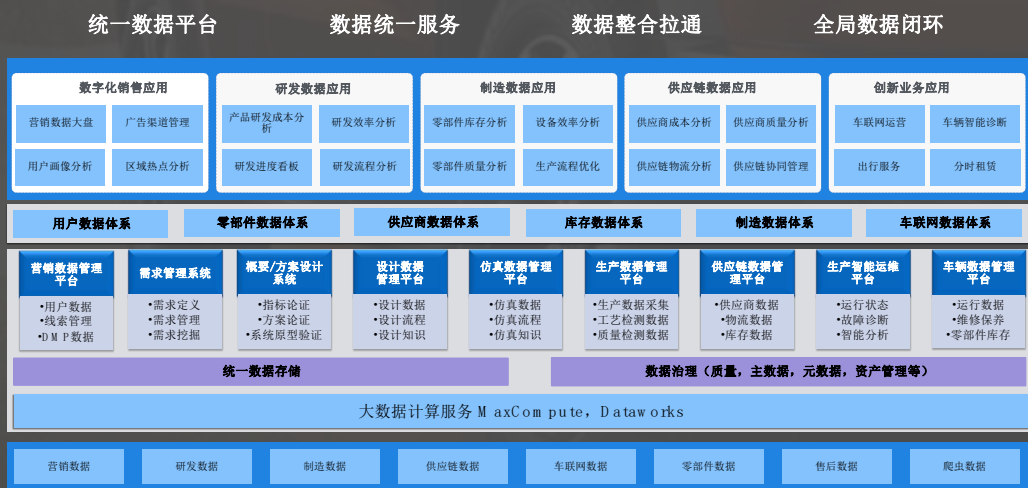 统一数据平台
数据统一服务
数据整合拉通
全局数据闭环
数字化销售应用
营销数据大盘
广告渠道管理
用户画像分析
区域热点分析
研发数据应用
产品研发成本分
析
研发效率分析
研发进度看板
研发流程分析
制造数据应用
零部件库存分析
设备效率分析
零部件质量分析
生产流程优化
供应链数据应用
供应商成本分析
供应商质量分析
供应链物流分析
供应链协同管理
创新业务应用
车联网运营
车辆智能诊断
出行服务
分时租赁
用户数据体系
零部件数据体系
供应商数据体系
库存数据体系
制造数据体系
车联网数据体系
营销数据管理
平台
•用户数据
•线索管理
•DMP数据
需求管理系统
•需求定义
•需求管理
•需求挖掘
概要/方案设计
系统
•指标论证
•方案论证
•系统原型验证
设计数据
管理平台
•设计数据
•设计流程
•设计知识
仿真数据管理
平台
•仿真数据
•仿真流程
•仿真知识
生产数据管理
平台
•生产数据采集
•工艺检测数据
•质量检测数据
供应链数据管
理平台
•供应商数据
•物流数据
•库存数据
生产智能运维
平台
•运行状态
•故障诊断
•智能分析
车辆数据管理
平台
•运行数据
•维修保养
•零部件库存
统一数据存储
数据治理（质量，主数据，元数据，资产管理等）
大数据计算服务MaxCompute，Dataworks
营销数据
研发数据
制造数据
供应链数据
车联网数据
零部件数据
售后数据
爬虫数据